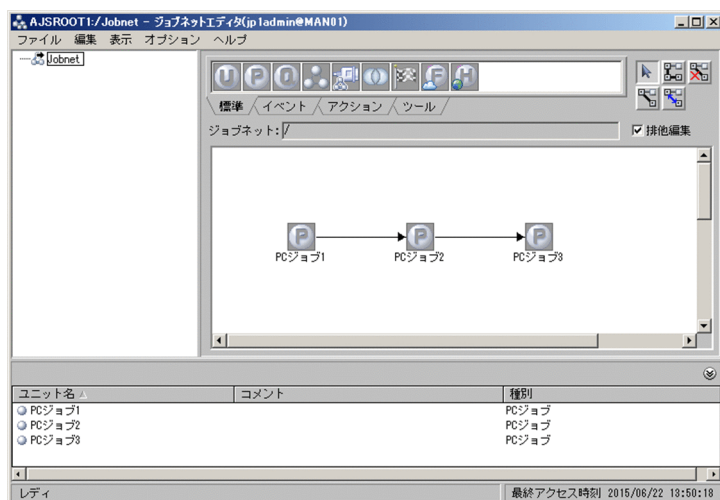 AJSROOT1:/Jobnet - ジョブネットエディタ(jp1admin@MAN01)
ファイル 編集 表示 オプション ヘルプ
Jobnet
U P Q F H
標準 イベント アクション ツール
ジョブネット: /
排他編集
P P P
PCジョブ1 PCジョブ2 PCジョブ3
ユニット名 コメント 種別
PCジョブ1 PCジョブ
PCジョブ2 PCジョブ
PCジョブ3 PCジョブ
レディ 最終アクセス時刻 2015/06/22 13:50:18